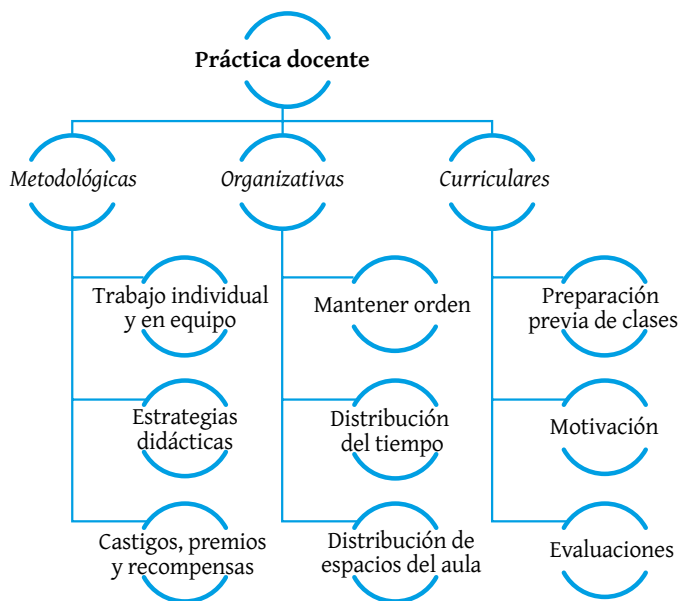 Práctica docente
Metodológicas
Organizativas
Curriculares
Trabajo individual
y en equipo
Mantener orden
Preparación
previa de clases
Estrategias
didácticas
Distribución
del tiempo
Motivación
Castigos, premios
y recompensas
Distribución de
espacios del aula
Evaluaciones